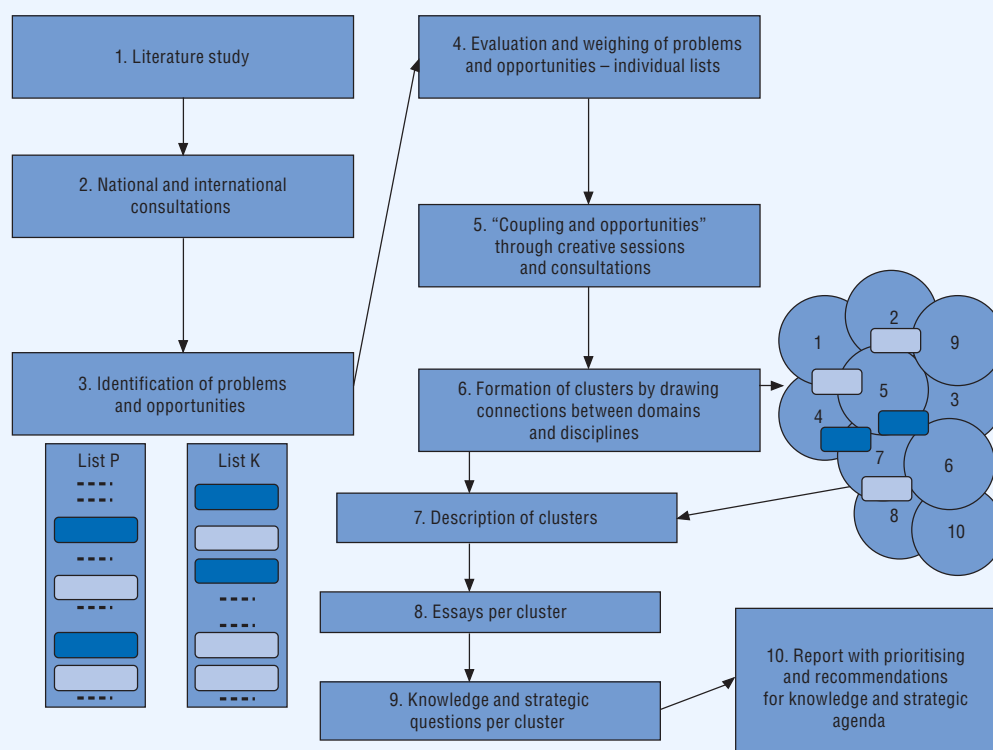 1. Literature study
2. National and international
consultations
3. Identification of problems
and opportunities
List P
List K
4. Evaluation and weighing of problems
and opportunities – individual lists
5. “Coupling and opportunities”
through creative sessions
and consultations
6. Formation of clusters by drawing
connections between domains
and disciplines
1
2
9
5
3
4
7
6
8
10
7. Description of clusters
8. Essays per cluster
9. Knowledge and strategic
questions per cluster
10. Report with prioritising
and recommendations
for knowledge and strategic
agenda